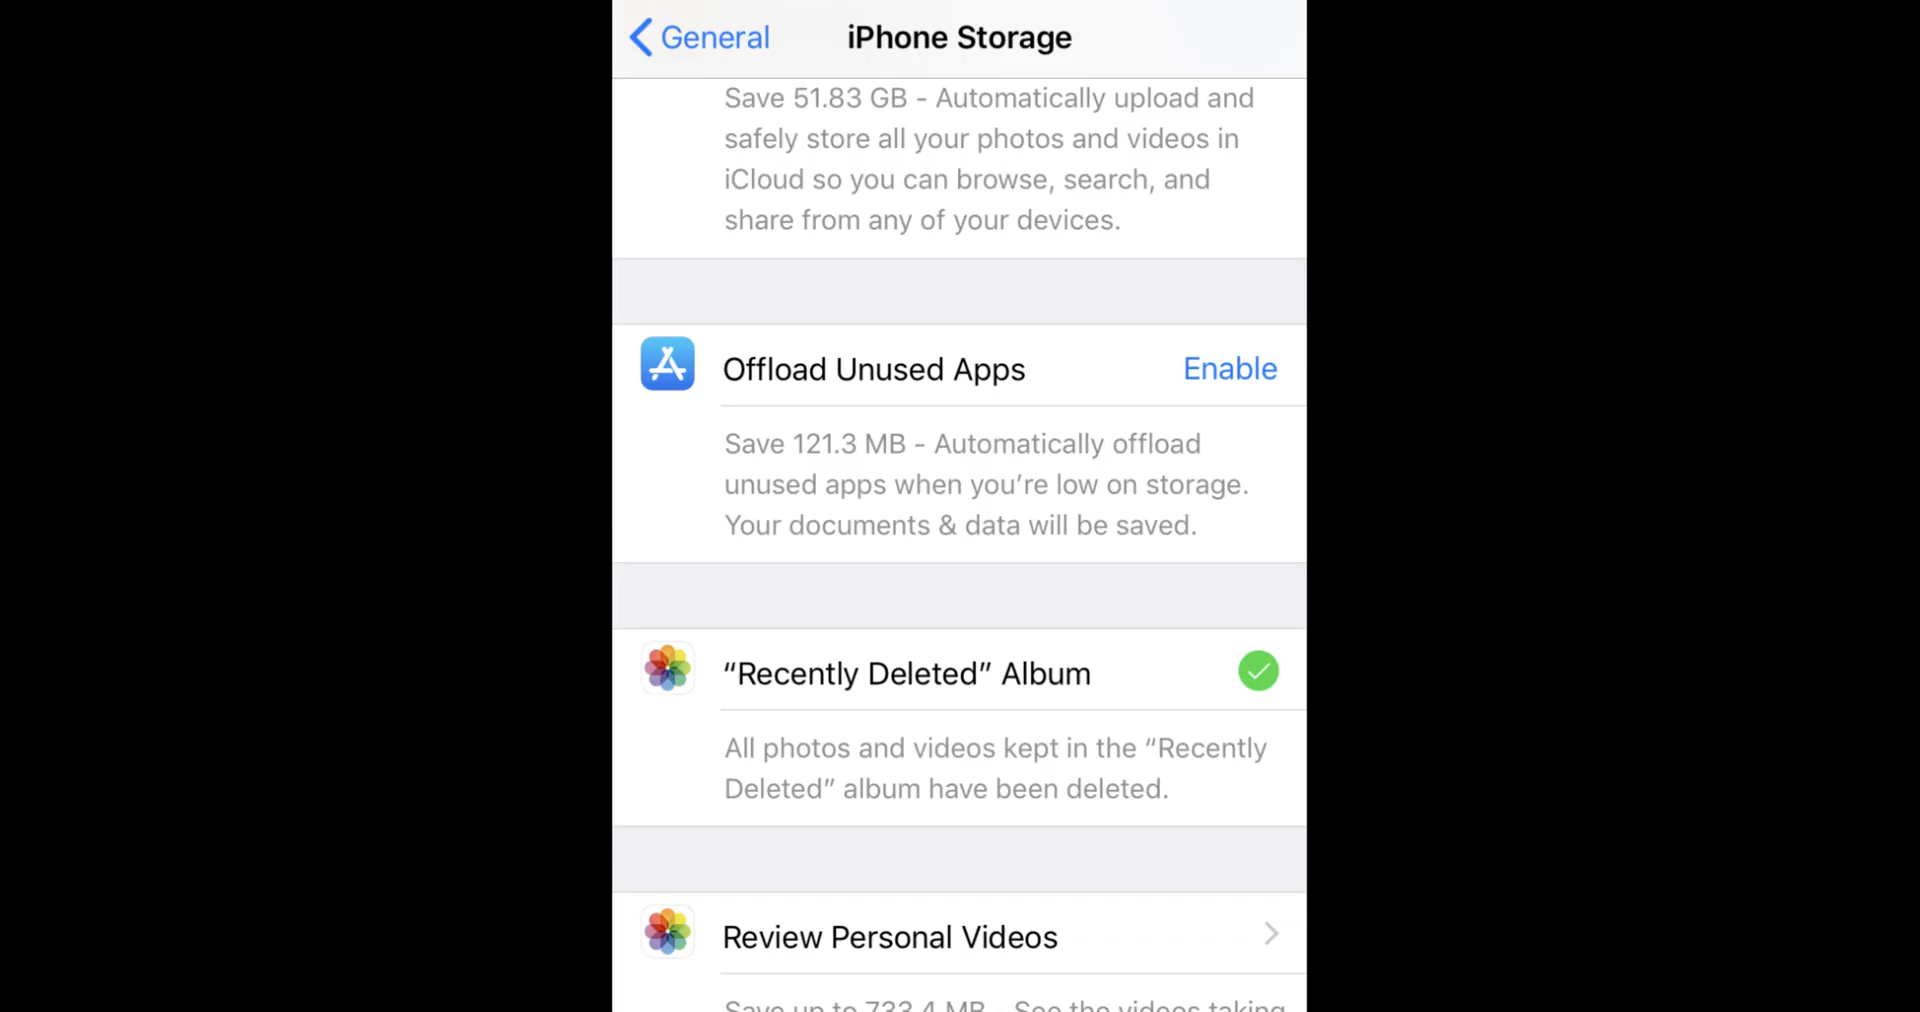 General
iPhone Storage
Save 51.83 GB - Automatically upload and
safely store all your photos and videos in
iCloud so you can browse, search, and
share from any of your devices.
Offload Unused Apps
Enable
Save 121.3 MB - Automatically offload
unused apps when you’re low on storage.
Your documents & data will be saved.
“Recently Deleted” Album
All photos and videos kept in the “Recently
Deleted” album have been deleted.
Review Personal Videos
Save up to 733.4 MB - See the videos taking